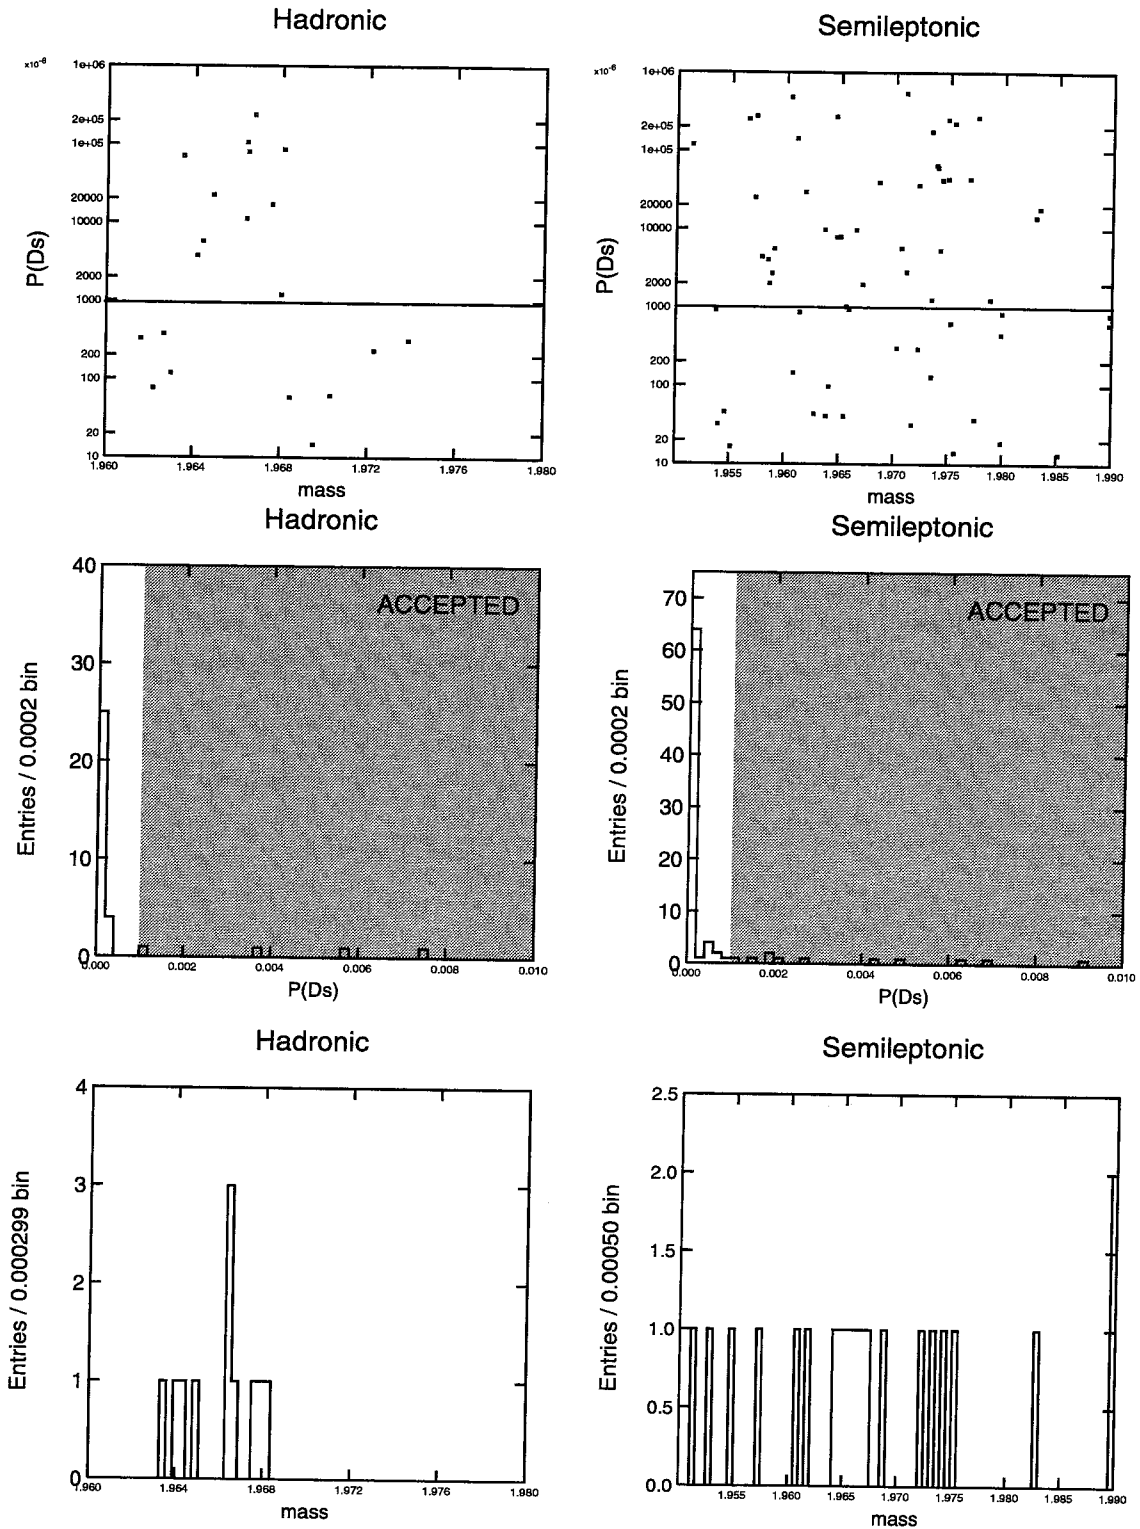 Hadronic
x10⁻⁶
1e+06
2e+05
1e+05
20000
10000
2000
1000
200
100
20
10
P(Ds)
1.960 1.964 1.968 1.972 1.976 1.980
mass
Semileptonic
1e+06
2e+05
1e+05
20000
10000
2000
1000
200
100
20
10
P(Ds)
1.955 1.960 1.965 1.970 1.975 1.980 1.985 1.990
mass
Hadronic
ACCEPTED
40
30
20
10
0
Entries / 0.0002 bin
0.000 0.002 0.004 0.006 0.008 0.010
P(Ds)
Semileptonic
ACCEPTED
70
60
50
40
30
20
10
0
Entries / 0.0002 bin
0.000 0.002 0.004 0.006 0.008 0.010
P(Ds)
Hadronic
4
3
2
1
0
Entries / 0.000299 bin
1.960 1.964 1.968 1.972 1.976 1.980
mass
Semileptonic
2.5
2.0
1.5
1.0
0.5
0.0
Entries / 0.00050 bin
1.955 1.960 1.965 1.970 1.975 1.980 1.985 1.990
mass